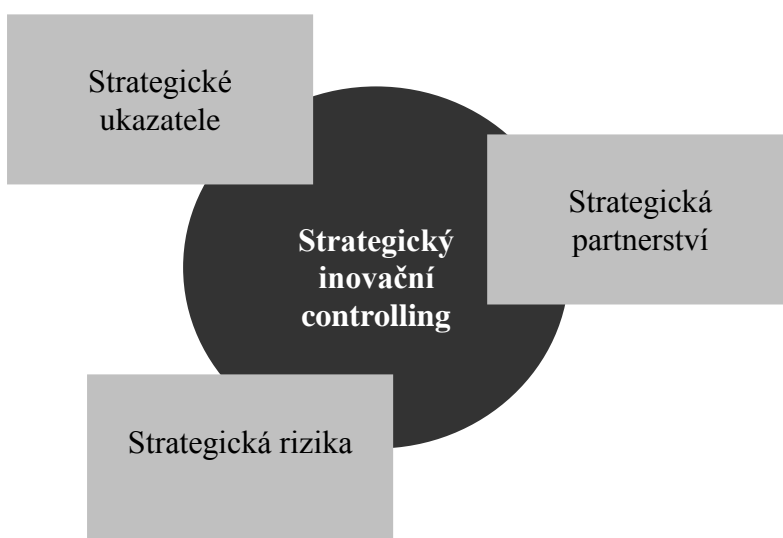 Strategické
ukazatele
Strategická
partnerství
Strategický
inovační
controlling
Strategická rizika